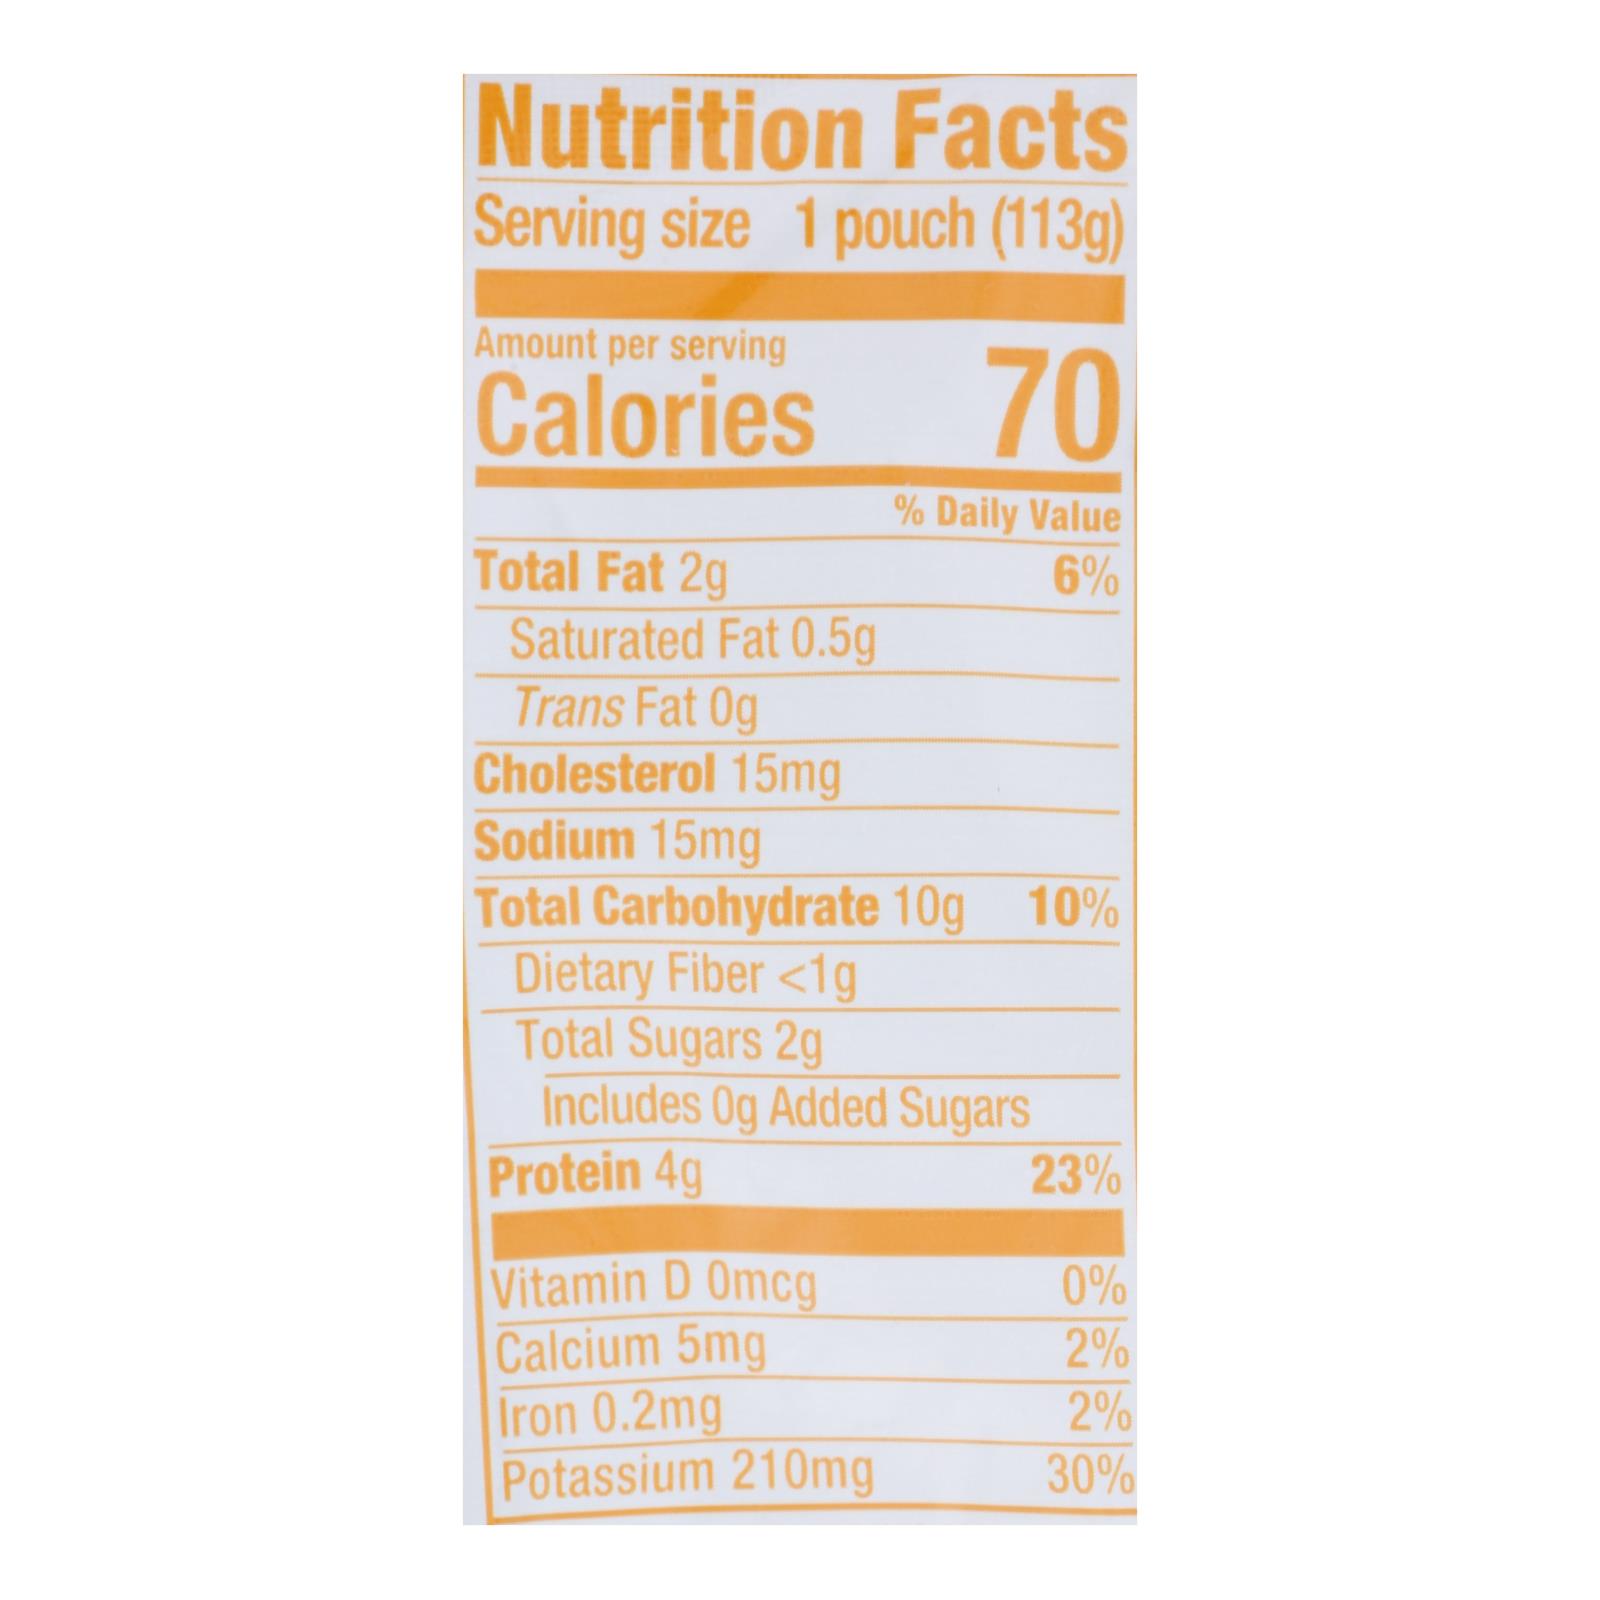 Nutrition Facts
Serving size 1 pouch (113g)
Amount per serving
Calories 70
% Daily Value
Total Fat 2g 6%
Saturated Fat 0.5g
Trans Fat 0g
Cholesterol 15mg
Sodium 15mg
Total Carbohydrate 10g 10%
Dietary Fiber <1g
Total Sugars 2g
Includes 0g Added Sugars
Protein 4g 23%
Vitamin D 0mcg 0%
Calcium 5mg 2%
Iron 0.2mg 2%
Potassium 210mg 30%